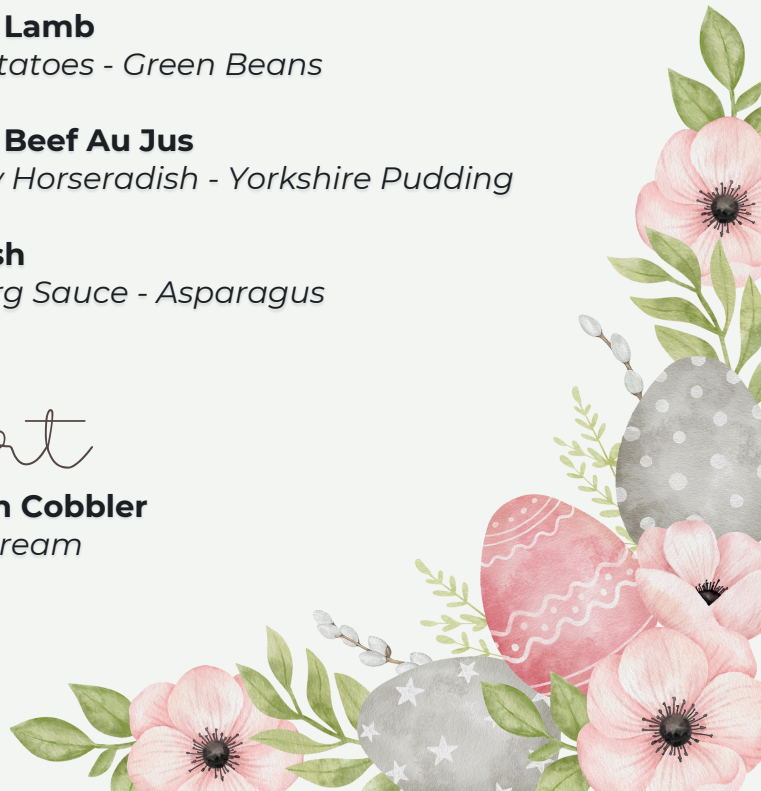 Lamb
tatoes - Green Beans
Beef Au Jus
Horseradish - Yorkshire Pudding
sh
rg Sauce - Asparagus
rt
n Cobbler
ream